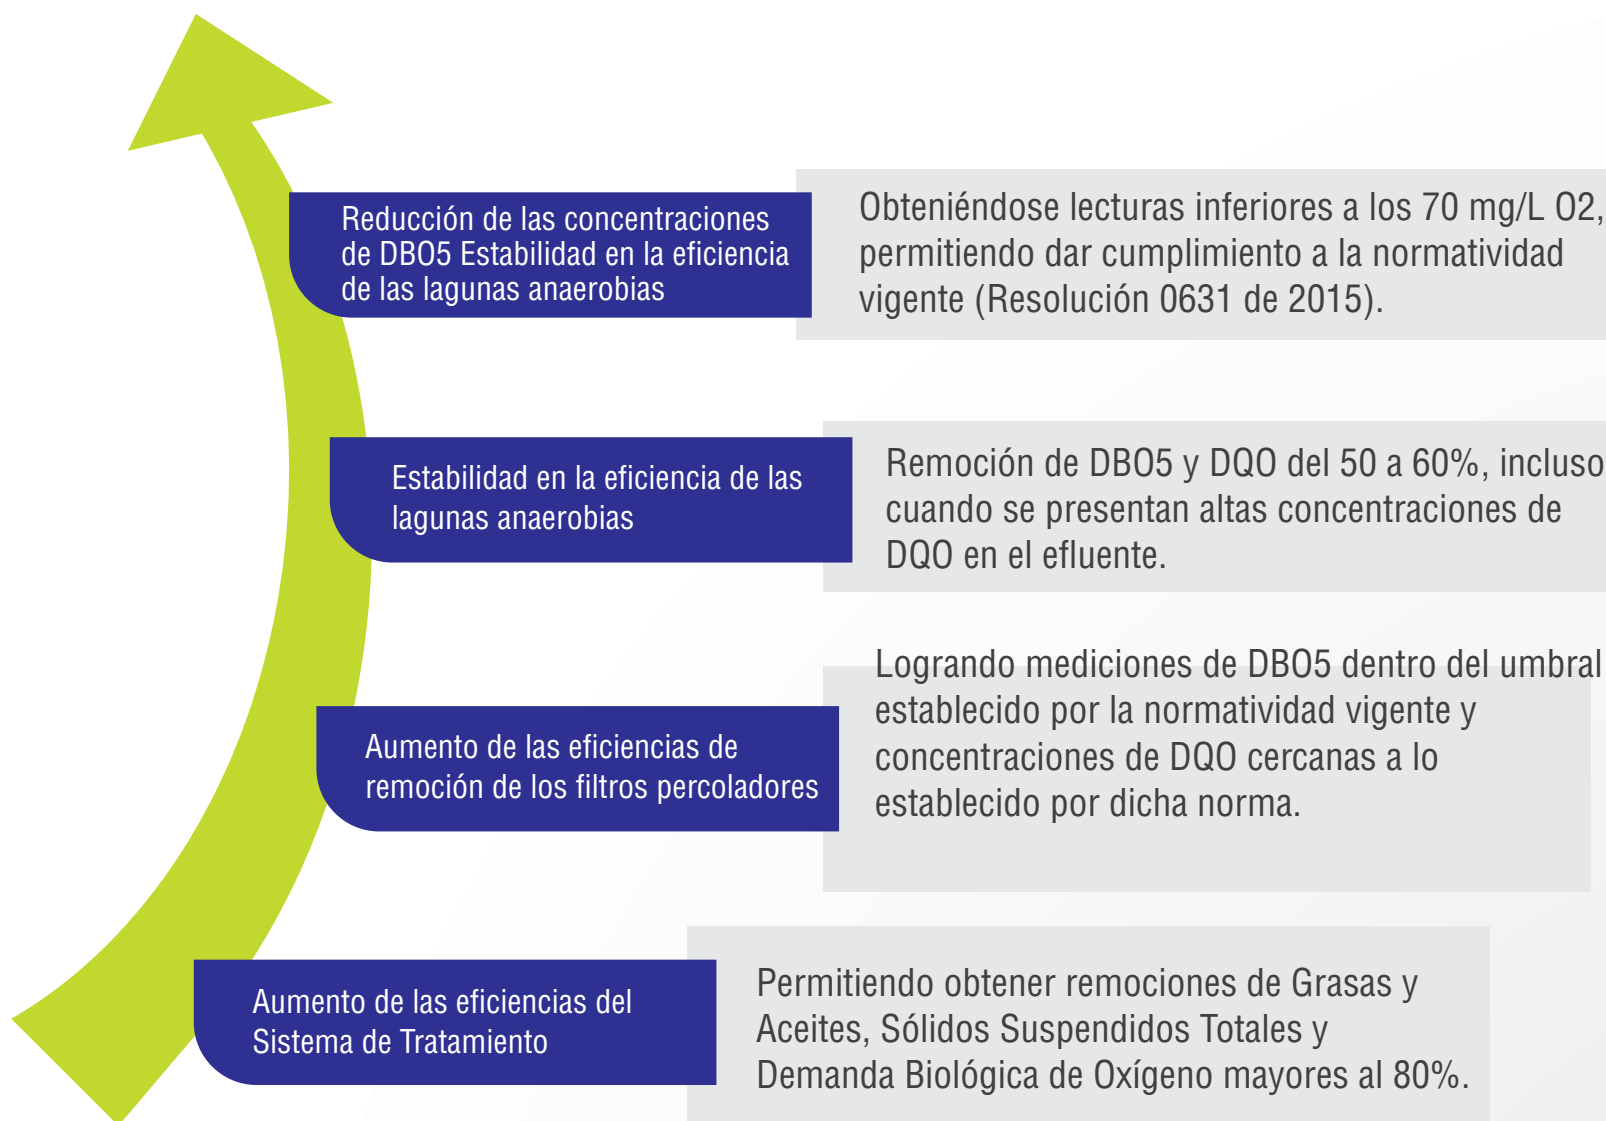 Reducción de las concentraciones
de DBO5 Estabilidad en la eficiencia
de las lagunas anaerobias
Obteniéndose lecturas inferiores a los 70 mg/L O2,
permitiendo dar cumplimiento a la normatividad
vigente (Resolución 0631 de 2015).
Estabilidad en la eficiencia de las
lagunas anaerobias
Remoción de DBO5 y DQO del 50 a 60%, incluso
cuando se presentan altas concentraciones de
DQO en el efluente.
Aumento de las eficiencias de
remoción de los filtros percoladores
Logrando mediciones de DBO5 dentro del umbral
establecido por la normatividad vigente y
concentraciones de DQO cercanas a lo
establecido por dicha norma.
Aumento de las eficiencias del
Sistema de Tratamiento
Permitiendo obtener remociones de Grasas y
Aceites, Sólidos Suspendidos Totales y
Demanda Biológica de Oxígeno mayores al 80%.